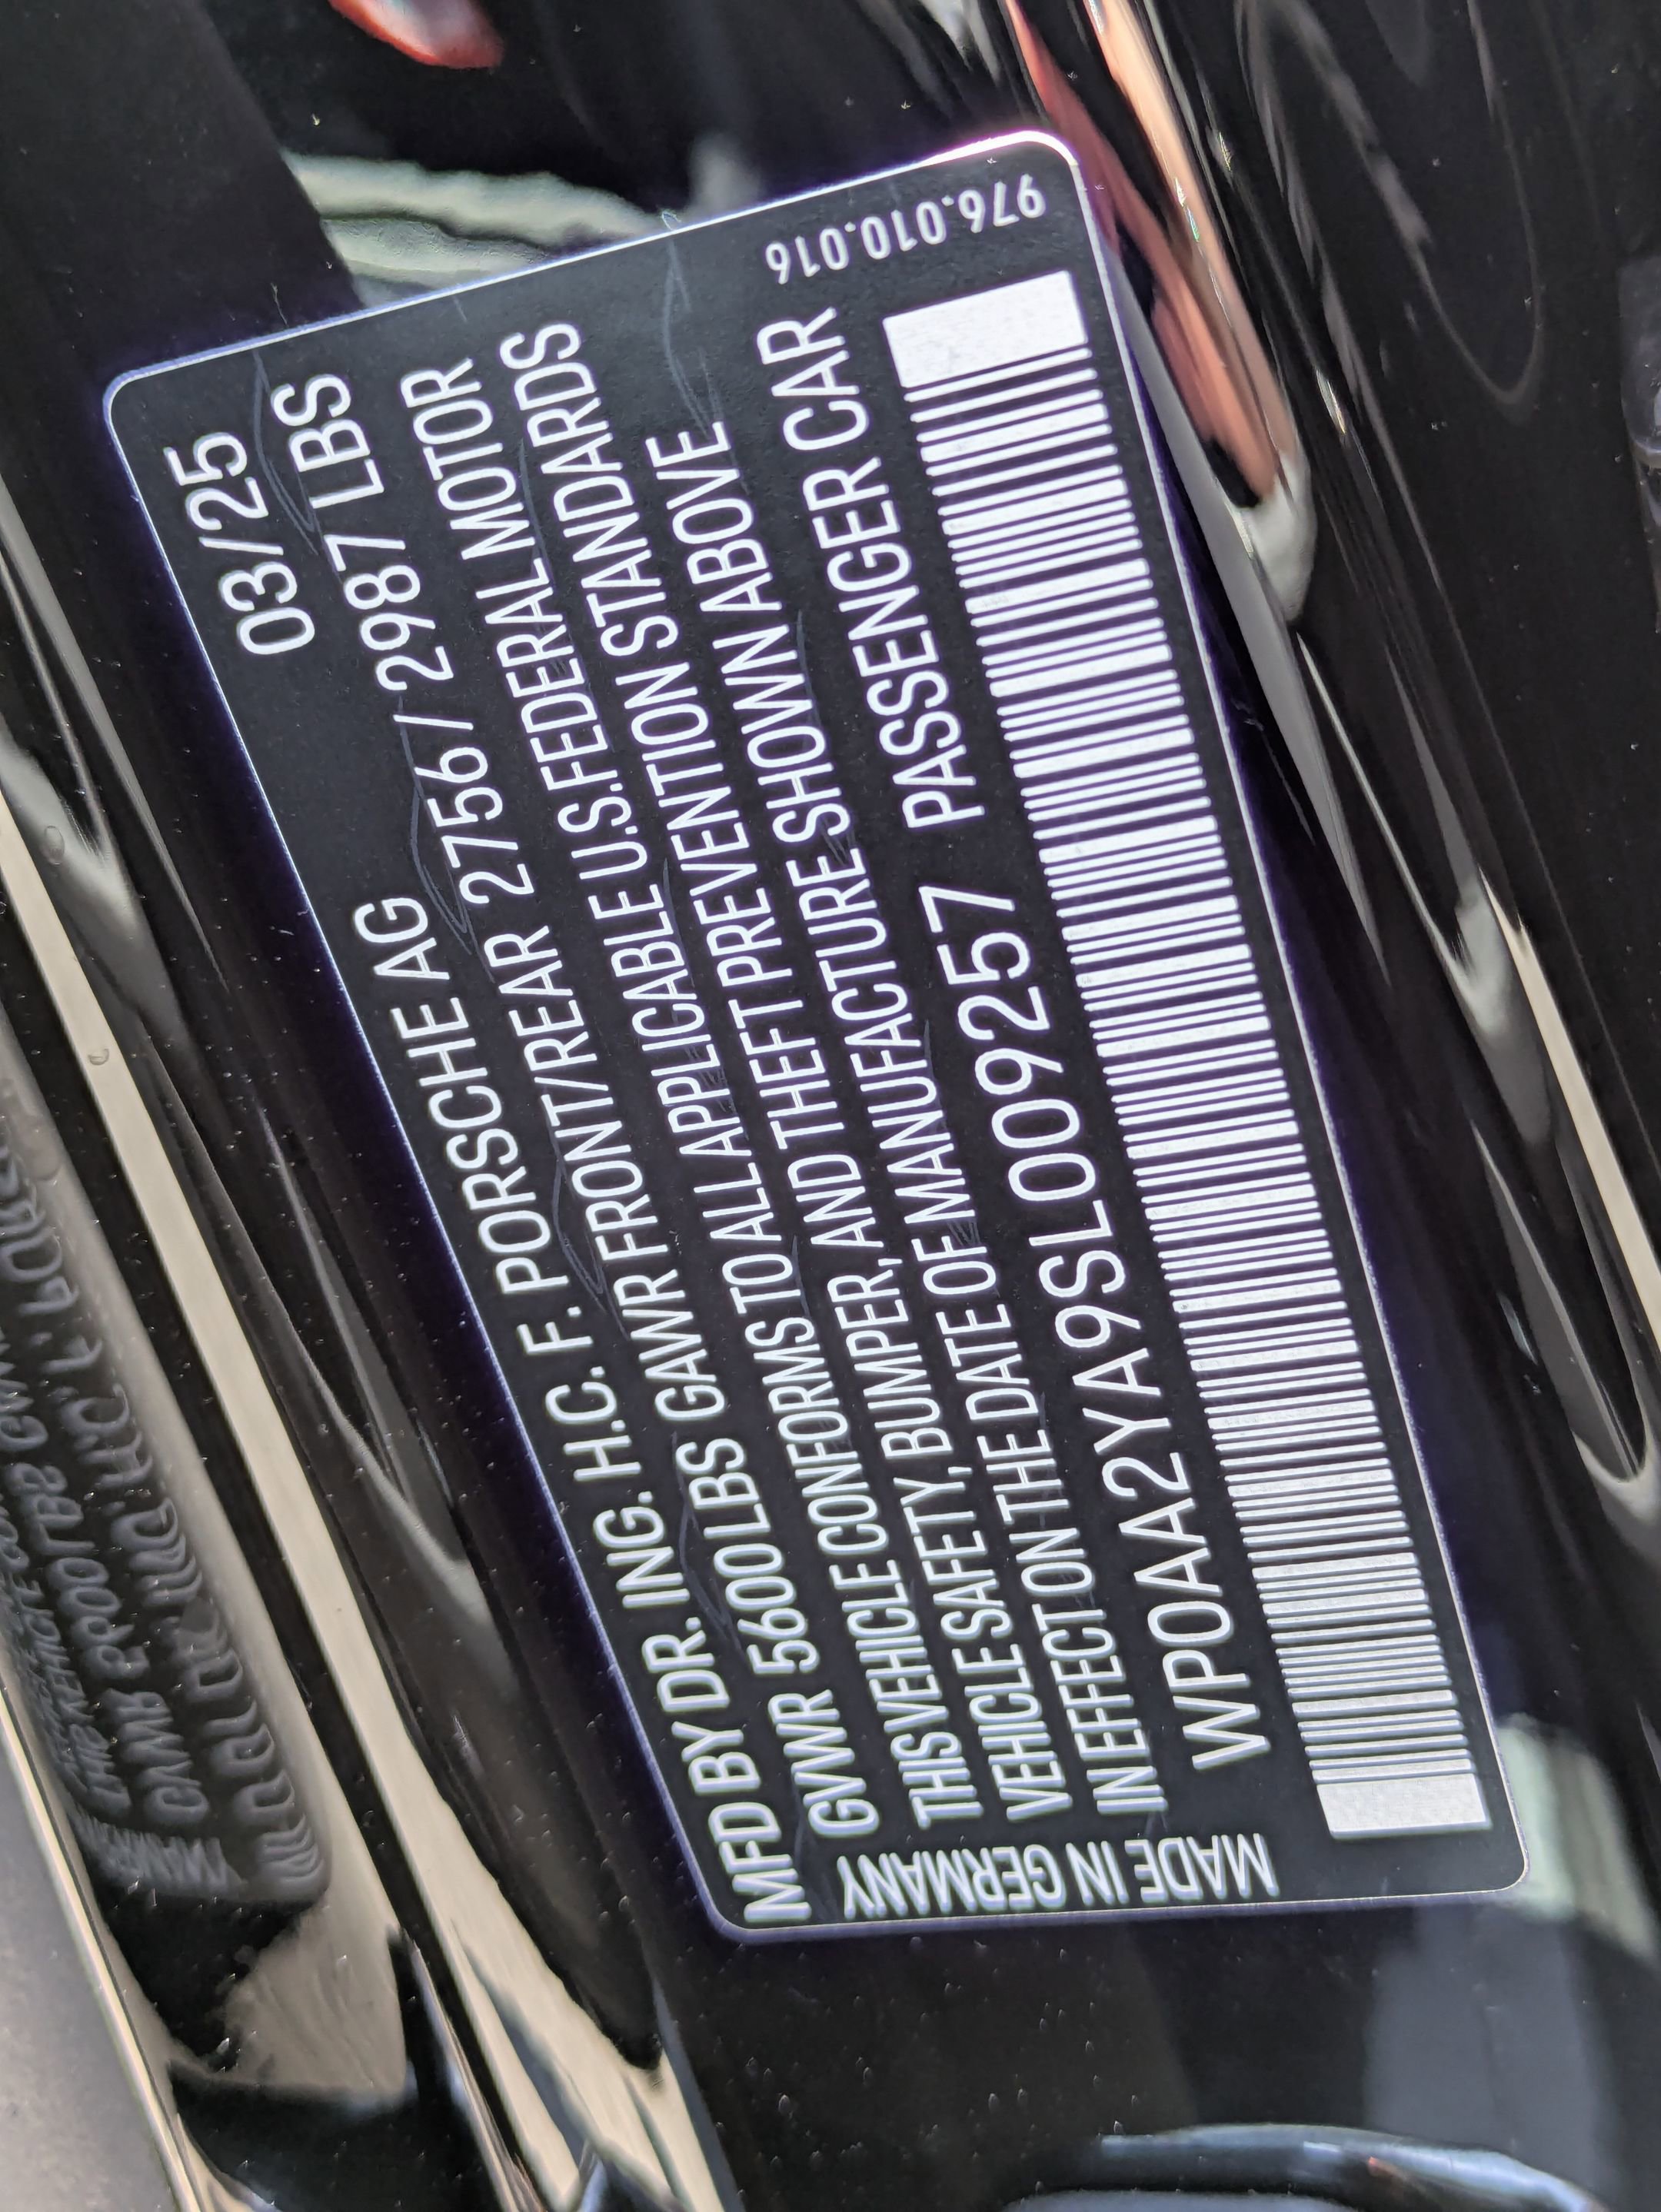 MFD BY DR. ING. H.C. F. PORSCHE AG 03/25
GVWR 5600LBS GAWR FRONT/REAR 2756 / 2987 LBS
THIS VEHICLE CONFORMS TO ALL APPLICABLE U.S.FEDERAL MOTOR
VEHICLE SAFETY, BUMPER, AND THEFT PREVENTION STANDARDS
IN EFFECT ON THE DATE OF MANUFACTURE SHOWN ABOVE
WP0AA2YA9SL009257 PASSENGER CAR
MADE IN GERMANY
976.010.016